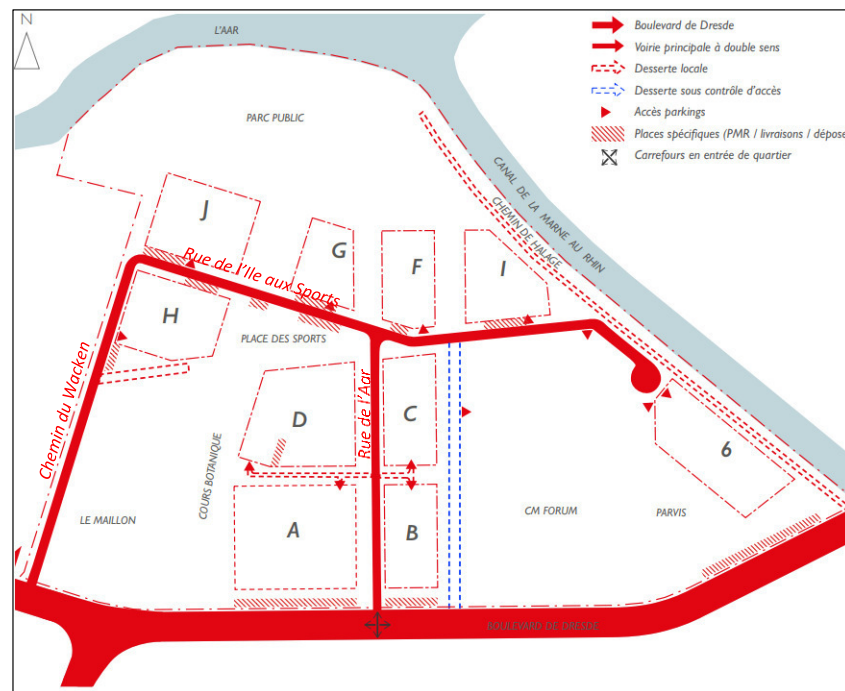 N
L'AAR
Boulevard de Dresde
Voirie principale à double sens
Desserte locale
Desserte sous contrôle d'accès
Accès parkings
Places spécifiques (PMR / livraisons / dépose
Carrefours en entrée de quartier
PARC PUBLIC
CANAL DE LA MARNE AU RHIN
CHEMIN DE HALAGE
J
G
F
I
Rue de l'Ile aux Sports
H
PLACE DES SPORTS
Chemin du Wacken
D
Rue de l'Aar
C
6
COURS BOTANIQUE
LE MAILLON
A
B
CM FORUM
PARVIS
BOULEVARD DE DRESDE